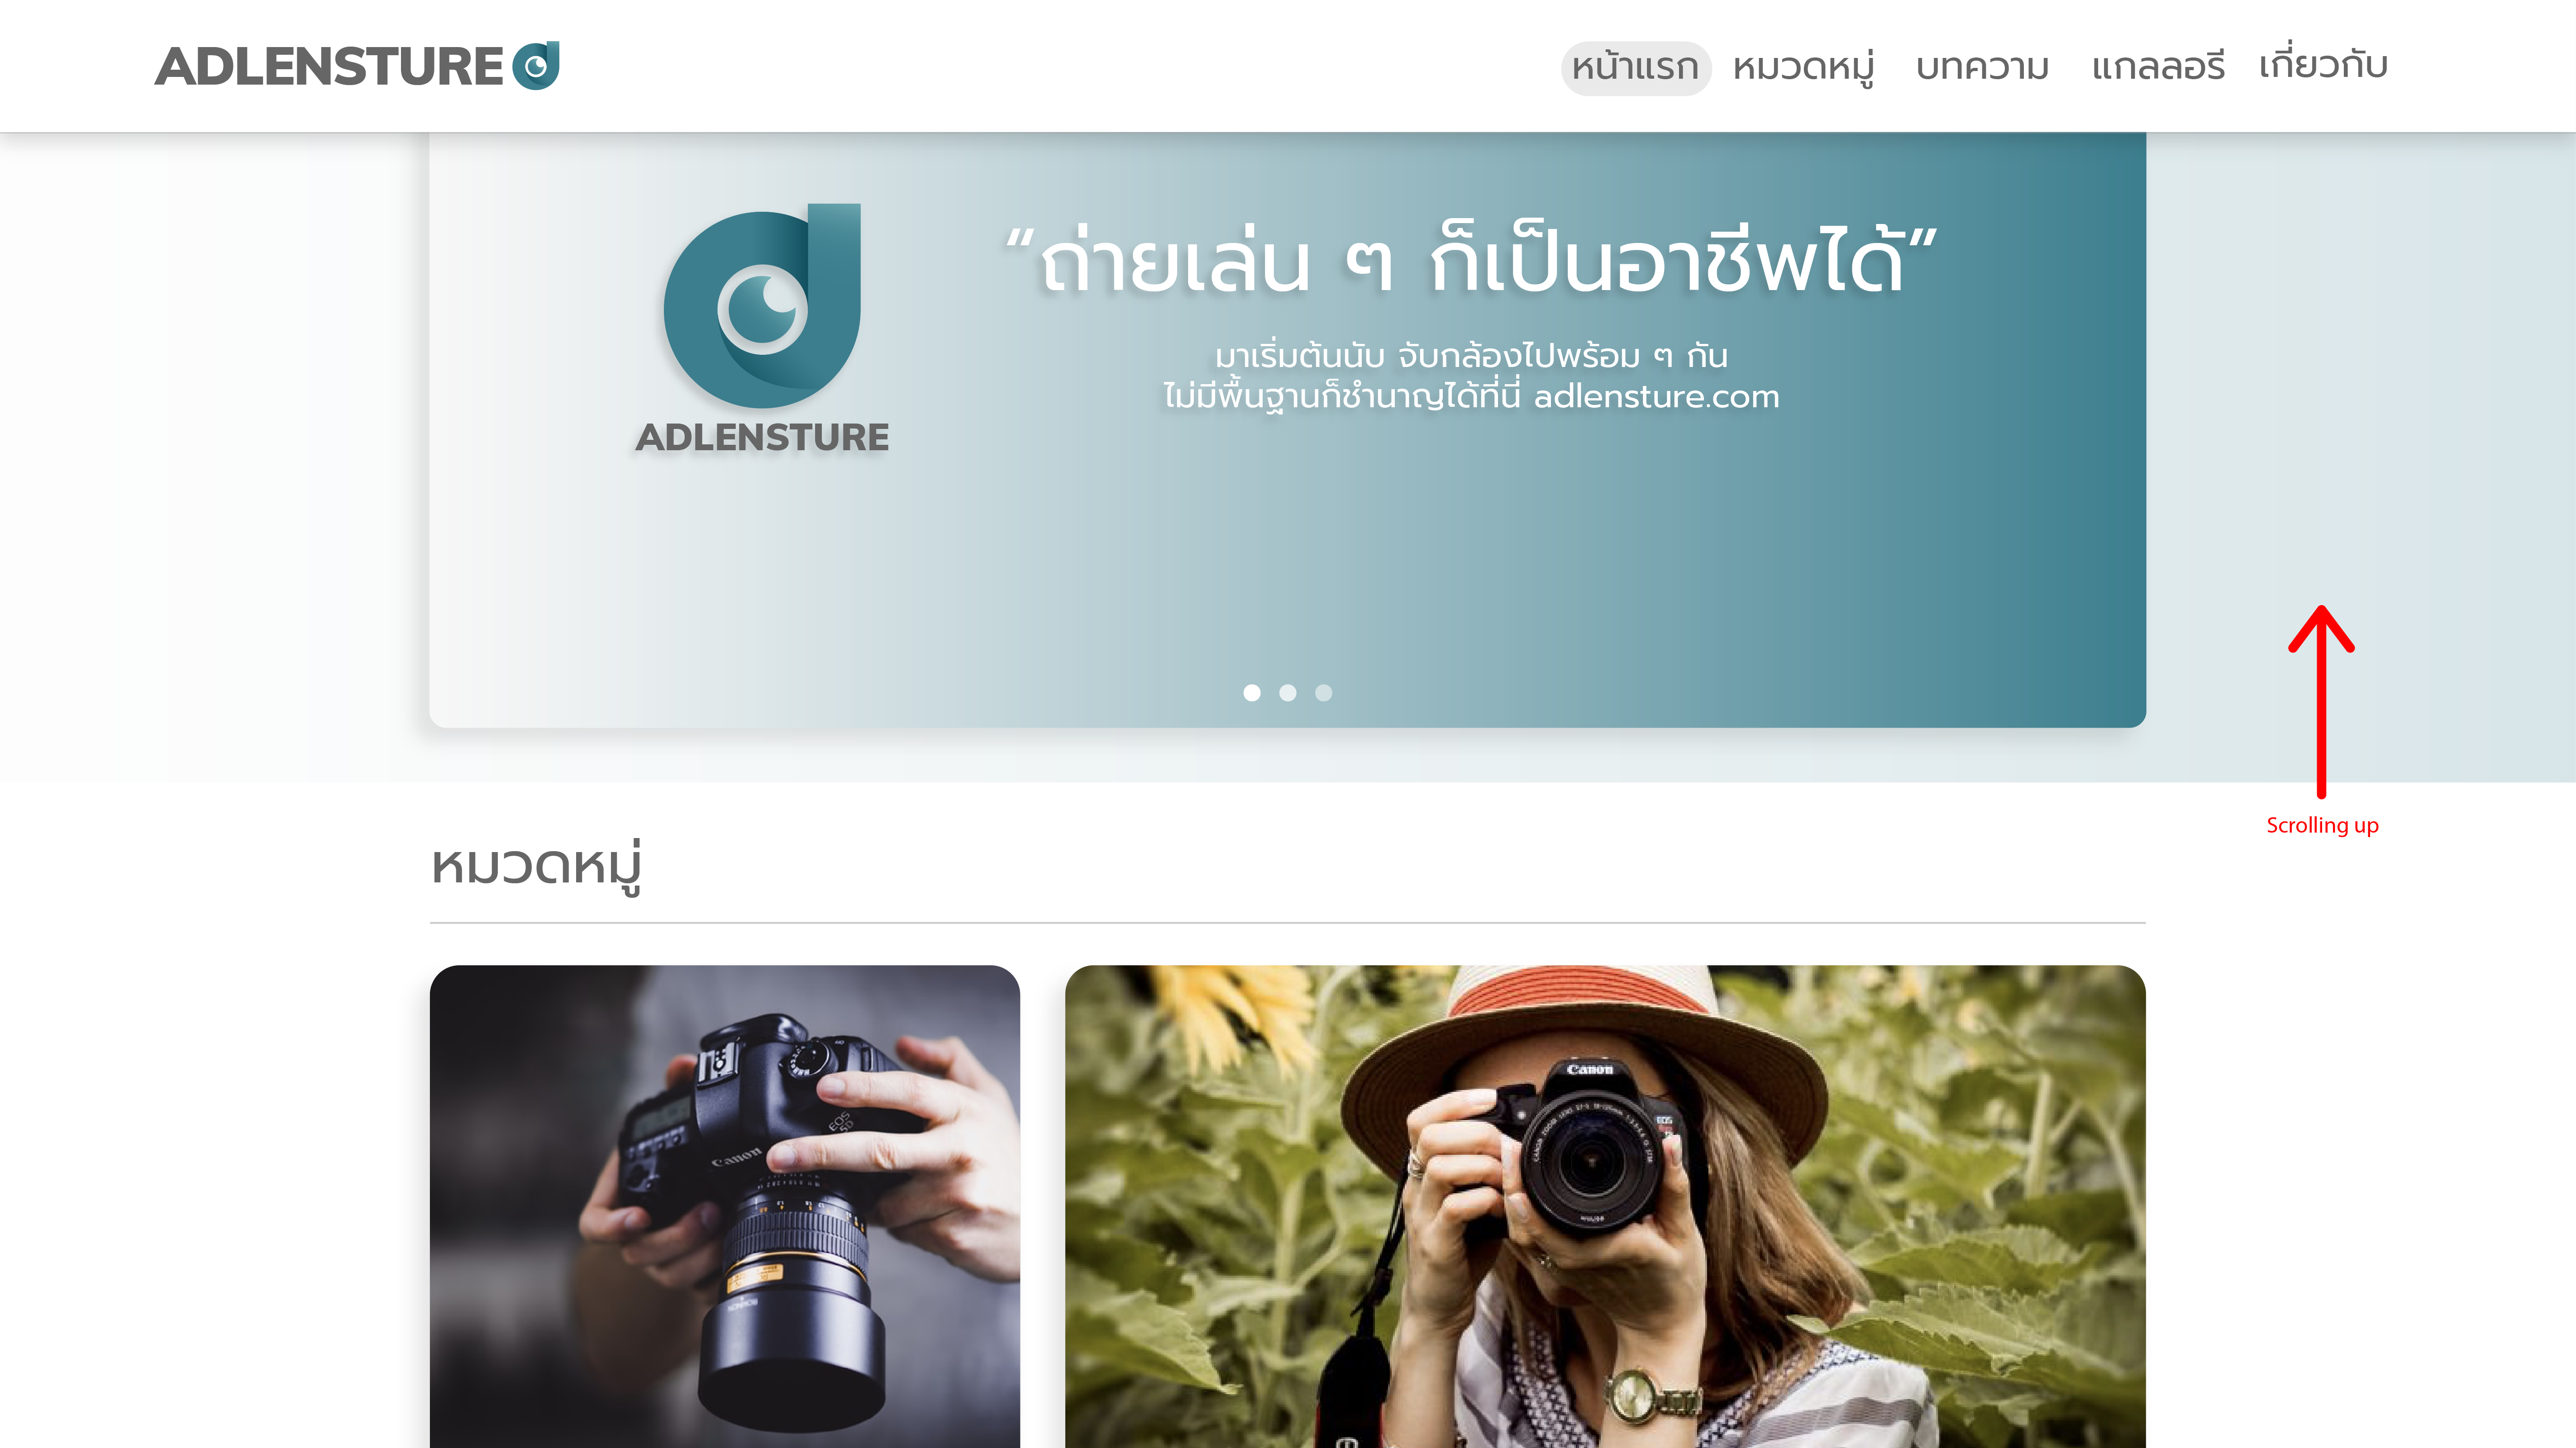 ADLENSTURE
หน้าแรก หมวดหมู่ บทความ แกลลอรี เกี่ยวกับ
“ถ่ายเล่น ๆ ก็เป็นอาชีพได้”
มาเริ่มต้นนับ จับกล้องไปพร้อม ๆ กัน
ไม่มีพื้นฐานก็ชำนาญได้ที่นี่ adlensture.com
ADLENSTURE
Scrolling up
หมวดหมู่
Canon
EOS
5D
Canon
EOS